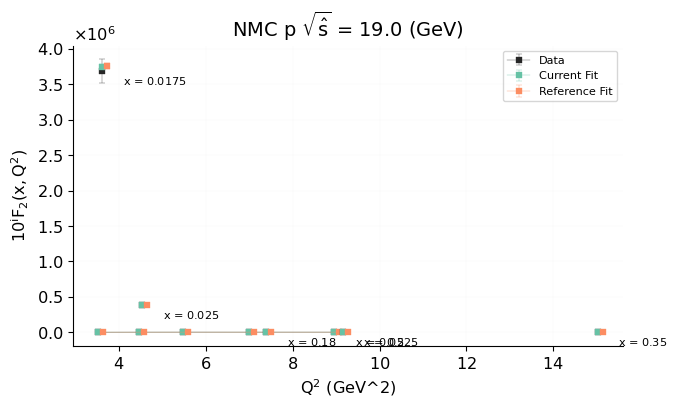 NMC p √ŝ = 19.0 (GeV)
×10⁶
4.0
3.5
3.0
2.5
2.0
1.5
1.0
0.5
0.0
10ⁱF₂(x, Q²)
Data
Current Fit
Reference Fit
x = 0.0175
x = 0.025
x = 0.18
x = 0.35
4
6
8
10
12
14
Q² (GeV^2)